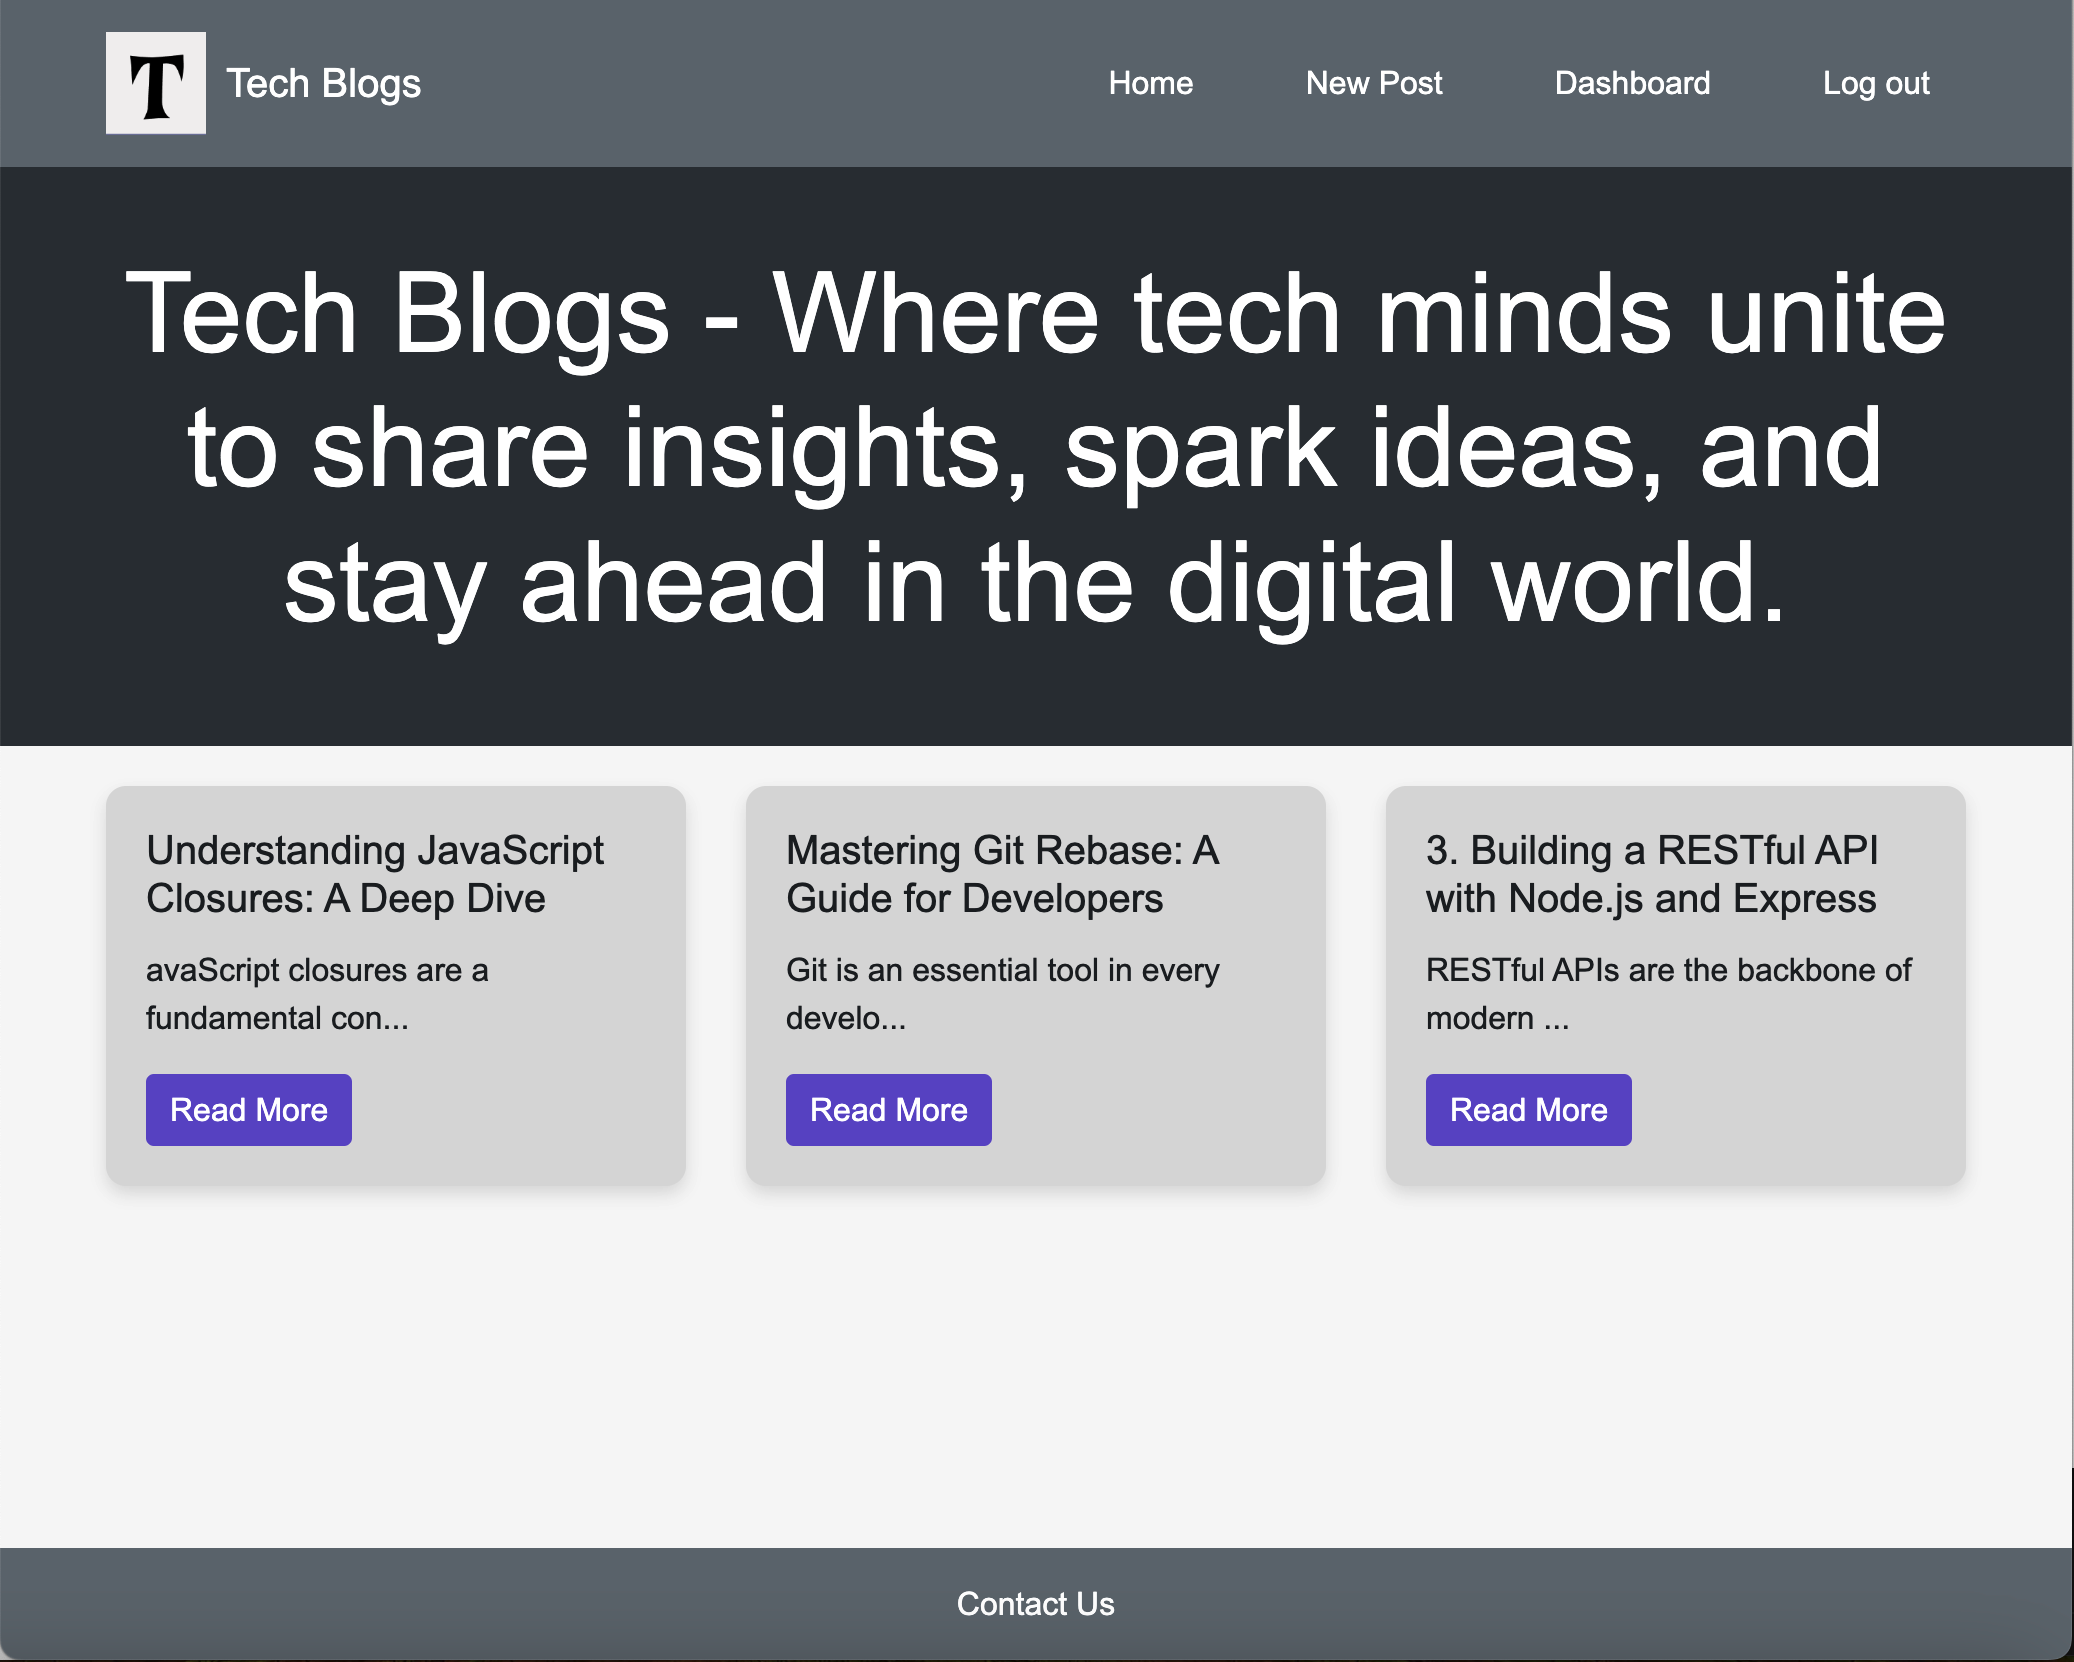 T
Tech Blogs
Home
New Post
Dashboard
Log out
Tech Blogs - Where tech minds unite
to share insights, spark ideas, and
stay ahead in the digital world.
Understanding JavaScript
Closures: A Deep Dive
avaScript closures are a
fundamental con...
Read More
Mastering Git Rebase: A
Guide for Developers
Git is an essential tool in every
develo...
Read More
3. Building a RESTful API
with Node.js and Express
RESTful APIs are the backbone of
modern ...
Read More
Contact Us